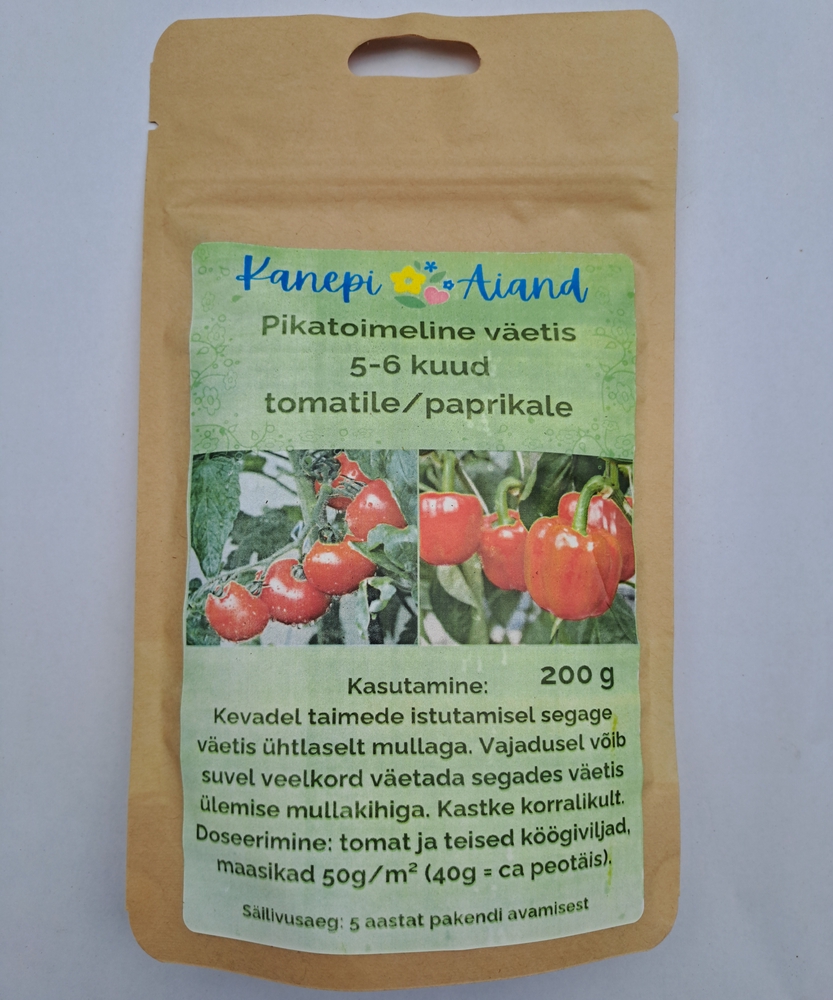 Kanepi Aiand
Pikatoimeline väetis
5-6 kuud
tomatile/paprikale
200 g
Kasutamine:
Kevadel taimede istutamisel segage
väetis ühtlaselt mullaga. Vajadusel võib
suvel veelkord väetada segades väetis
ülemise mullakihiga. Kastke korralikult.
Doseerimine: tomat ja teised köögiviljad,
maasikad 50g/m² (40g = ca peotäis).
Säilivusaeg: 5 aastat pakendi avamisest